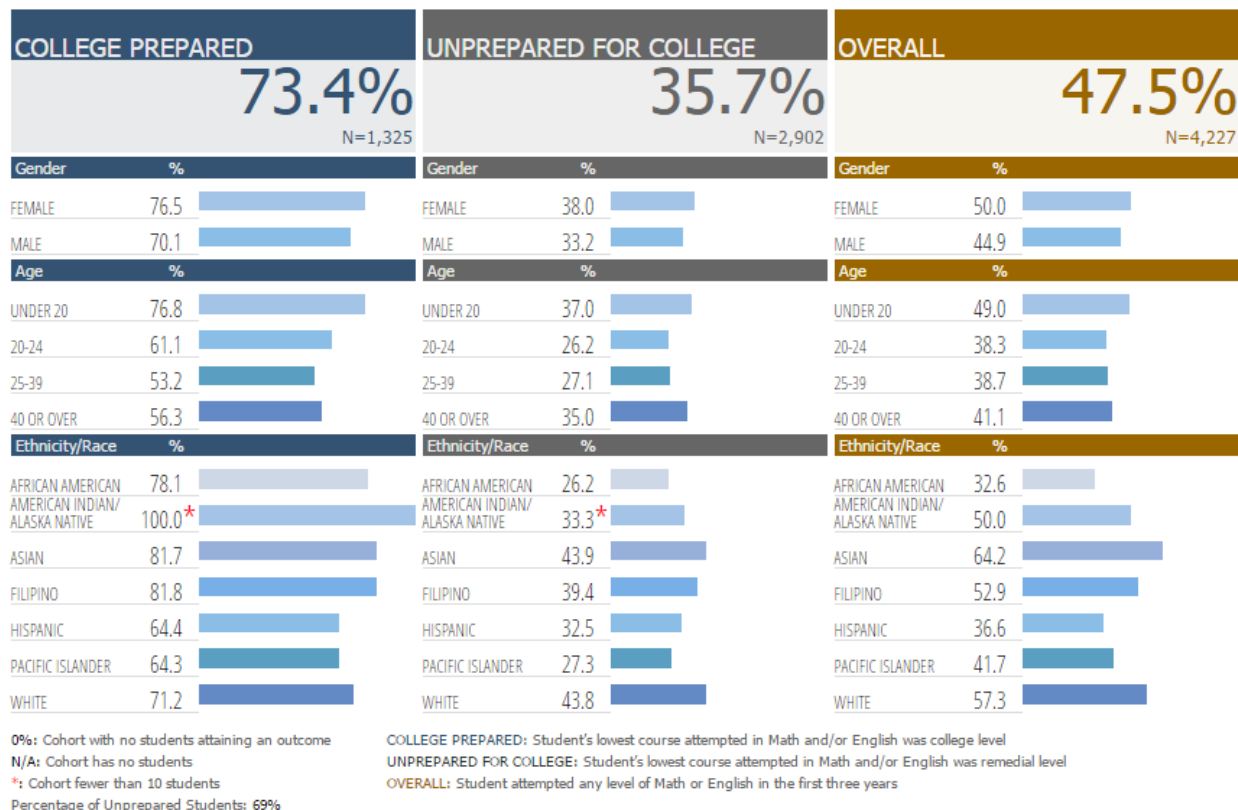 COLLEGE PREPARED
73.4%
N=1,325
Gender %
FEMALE 76.5
MALE 70.1
Age %
UNDER 20 76.8
20-24 61.1
25-39 53.2
40 OR OVER 56.3
Ethnicity/Race %
AFRICAN AMERICAN 78.1
AMERICAN INDIAN/
ALASKA NATIVE 100.0*
ASIAN 81.7
FILIPINO 81.8
HISPANIC 64.4
PACIFIC ISLANDER 64.3
WHITE 71.2
UNPREPARED FOR COLLEGE
35.7%
N=2,902
Gender %
FEMALE 38.0
MALE 33.2
Age %
UNDER 20 37.0
20-24 26.2
25-39 27.1
40 OR OVER 35.0
Ethnicity/Race %
AFRICAN AMERICAN 26.2
AMERICAN INDIAN/
ALASKA NATIVE 33.3*
ASIAN 43.9
FILIPINO 39.4
HISPANIC 32.5
PACIFIC ISLANDER 27.3
WHITE 43.8
OVERALL
47.5%
N=4,227
Gender %
FEMALE 50.0
MALE 44.9
Age %
UNDER 20 49.0
20-24 38.3
25-39 38.7
40 OR OVER 41.1
Ethnicity/Race %
AFRICAN AMERICAN 32.6
AMERICAN INDIAN/
ALASKA NATIVE 50.0
ASIAN 64.2
FILIPINO 52.9
HISPANIC 36.6
PACIFIC ISLANDER 41.7
WHITE 57.3
0%: Cohort with no students attaining an outcome
N/A: Cohort has no students
*: Cohort fewer than 10 students
Percentage of Unprepared Students: 69%
COLLEGE PREPARED: Student's lowest course attempted in Math and/or English was college level
UNPREPARED FOR COLLEGE: Student's lowest course attempted in Math and/or English was remedial level
OVERALL: Student attempted any level of Math or English in the first three years